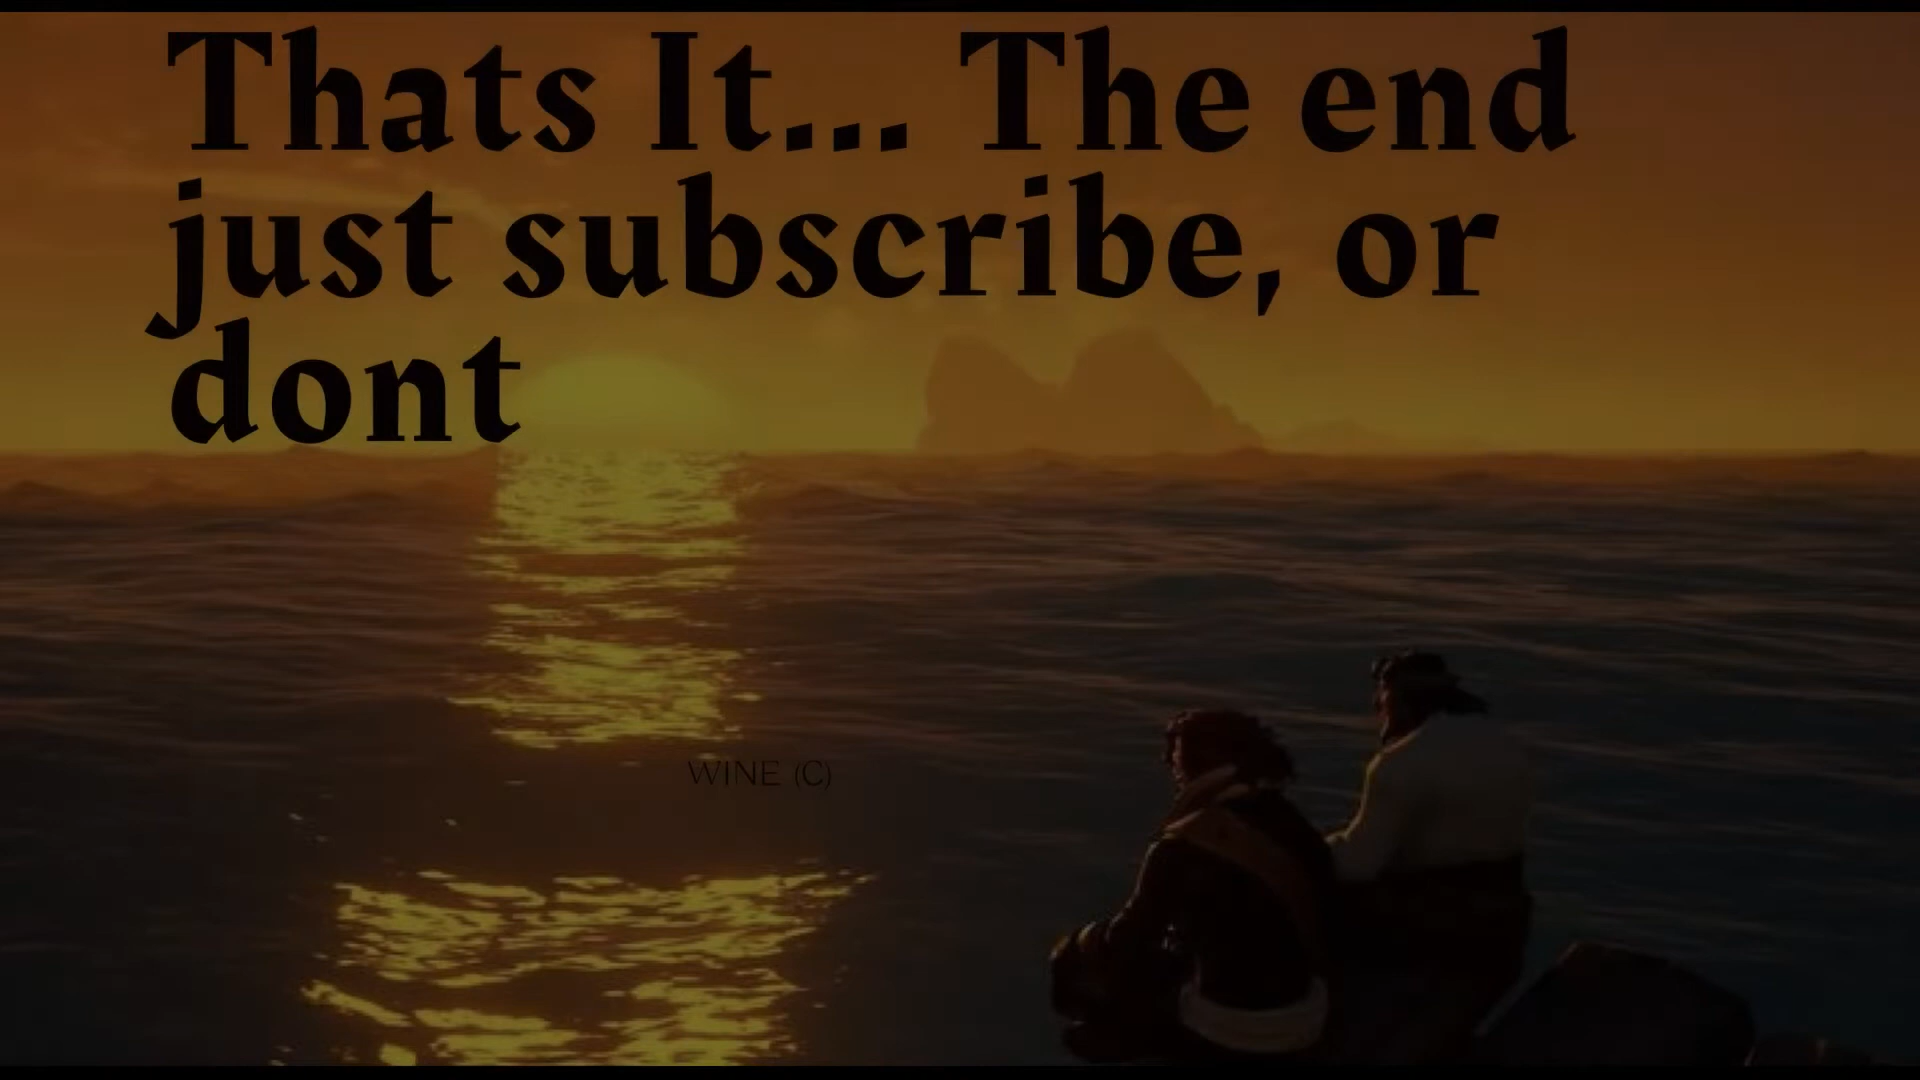 Thats It... The end
just subscribe, or
dont
WINE (C)